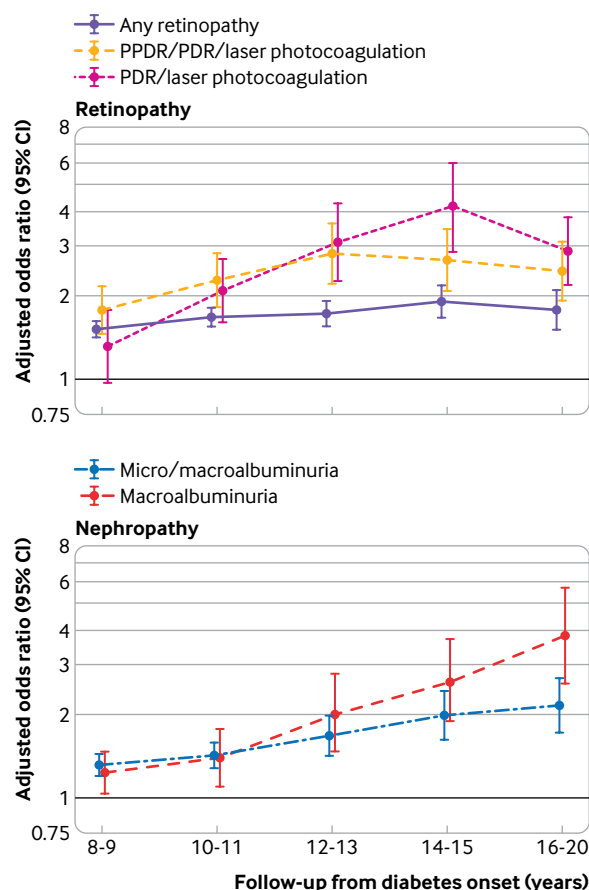 Any retinopathy
PPDR/PDR/laser photocoagulation
PDR/laser photocoagulation
Retinopathy
Adjusted odds ratio (95% CI)
8
6
4
3
2
1
0.75
Micro/macroalbuminuria
Macroalbuminuria
Nephropathy
Adjusted odds ratio (95% CI)
8
6
4
3
2
1
0.75
8-9 10-11 12-13 14-15 16-20
Follow-up from diabetes onset (years)